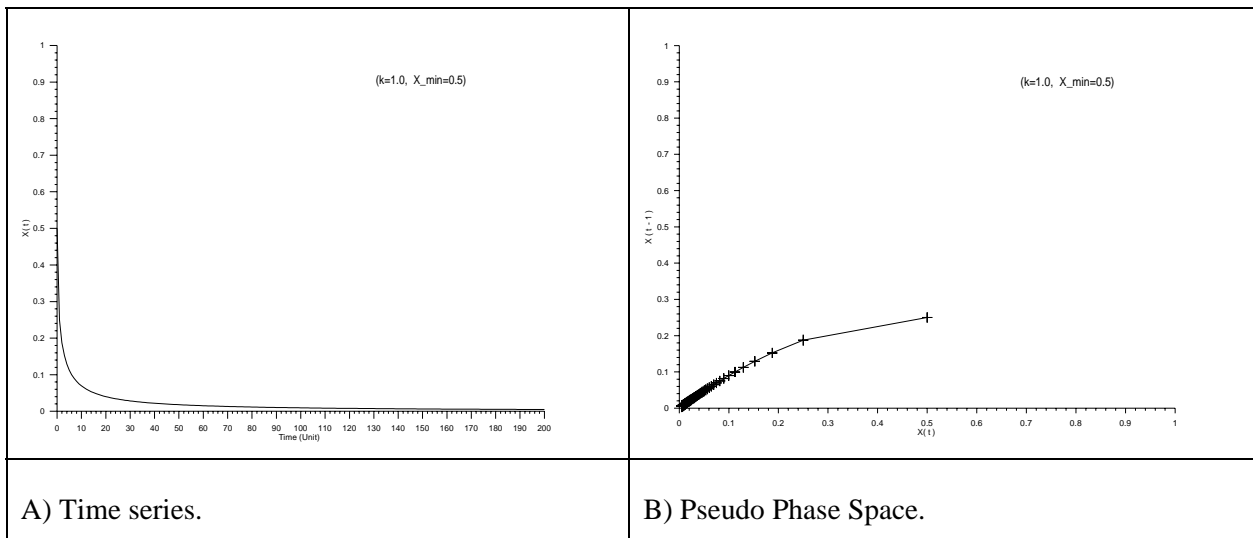 1
0.9
0.8
0.7
0.6
0.5
0.4
0.3
0.2
0.1
0
X(t)
(k=1.0, X_min=0.5)
0 10 20 30 40 50 60 70 80 90 100 110 120 130 140 150 160 170 180 190 200
Time (Unit)
1
0.9
0.8
0.7
0.6
0.5
0.4
0.3
0.2
0.1
0
X(t-1)
(k=1.0, X_min=0.5)
0 0.1 0.2 0.3 0.4 0.5 0.6 0.7 0.8 0.9 1
X(t)
A) Time series.
B) Pseudo Phase Space.